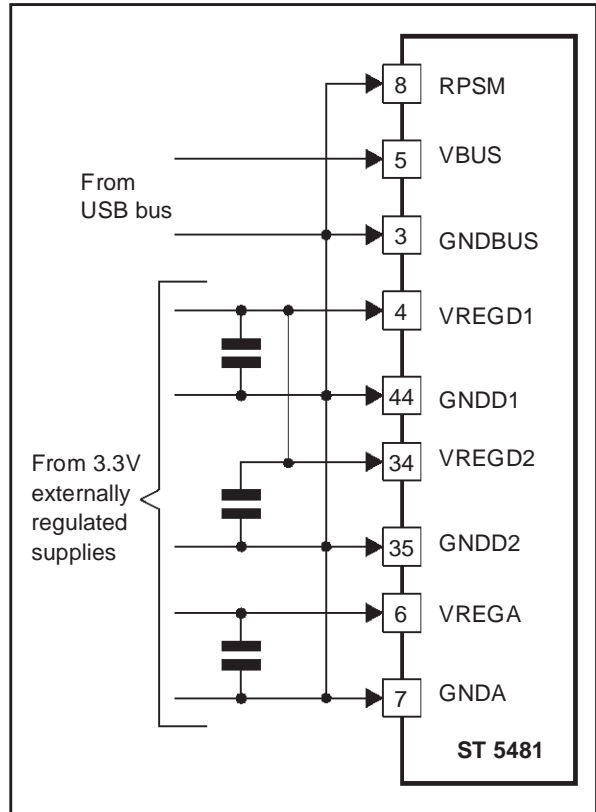 8 RPSM
5 VBUS
From
USB bus
3 GNDBUS
4 VREGD1
44 GNDD1
From 3.3V
externally
regulated
supplies
34 VREGD2
35 GNDD2
6 VREGA
7 GNDA
ST 5481